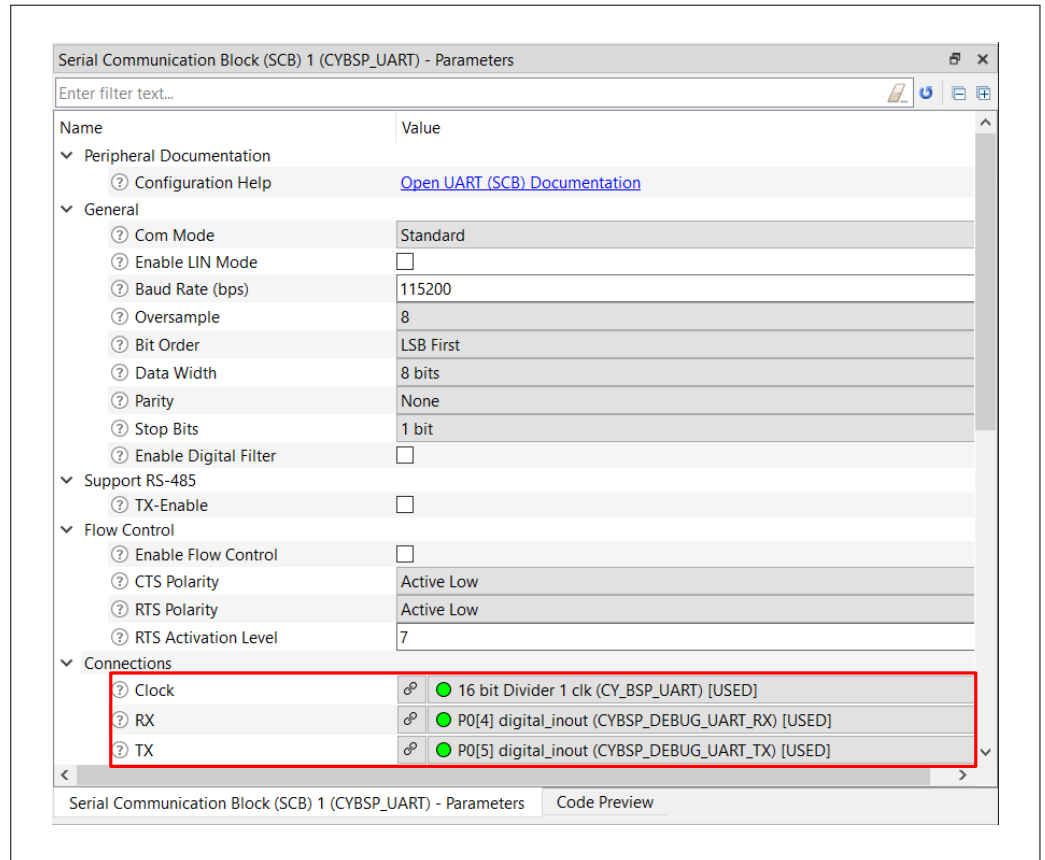 Serial Communication Block (SCB) 1 (CYBSP_UART) - Parameters
Enter filter text...
Name Value
Peripheral Documentation
Configuration Help Open UART (SCB) Documentation
General
Com Mode Standard
Enable LIN Mode
Baud Rate (bps) 115200
Oversample 8
Bit Order LSB First
Data Width 8 bits
Parity None
Stop Bits 1 bit
Enable Digital Filter
Support RS-485
TX-Enable
Flow Control
Enable Flow Control
CTS Polarity Active Low
RTS Polarity Active Low
RTS Activation Level 7
Connections
Clock 16 bit Divider 1 clk (CY_BSP_UART) [USED]
RX P0[4] digital_inout (CYBSP_DEBUG_UART_RX) [USED]
TX P0[5] digital_inout (CYBSP_DEBUG_UART_TX) [USED]
Serial Communication Block (SCB) 1 (CYBSP_UART) - Parameters Code Preview